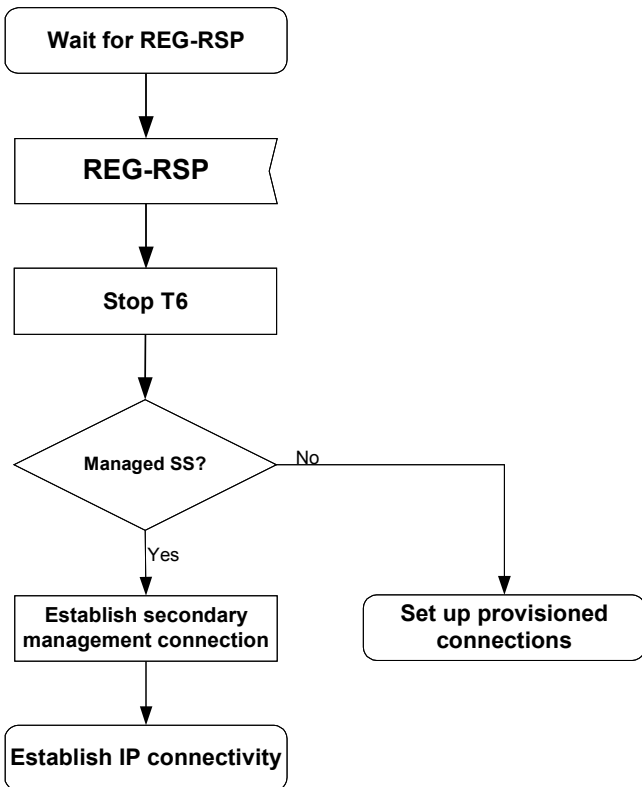 Wait for REG-RSP
REG-RSP
Stop T6
Managed SS?
No
Yes
Establish secondary
management connection
Set up provisioned
connections
Establish IP connectivity